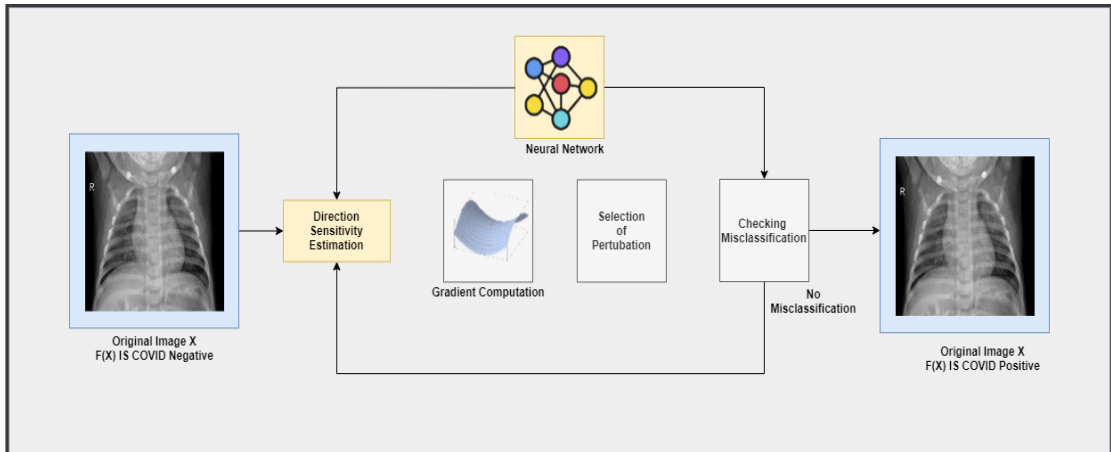 Neural Network
R
Original Image X
F(X) IS COVID Negative
Direction
Sensitivity
Estimation
Gradient Computation
Selection
of
Pertubation
Checking
Misclassification
No
Misclassification
R
Original Image X
F(X) IS COVID Positive